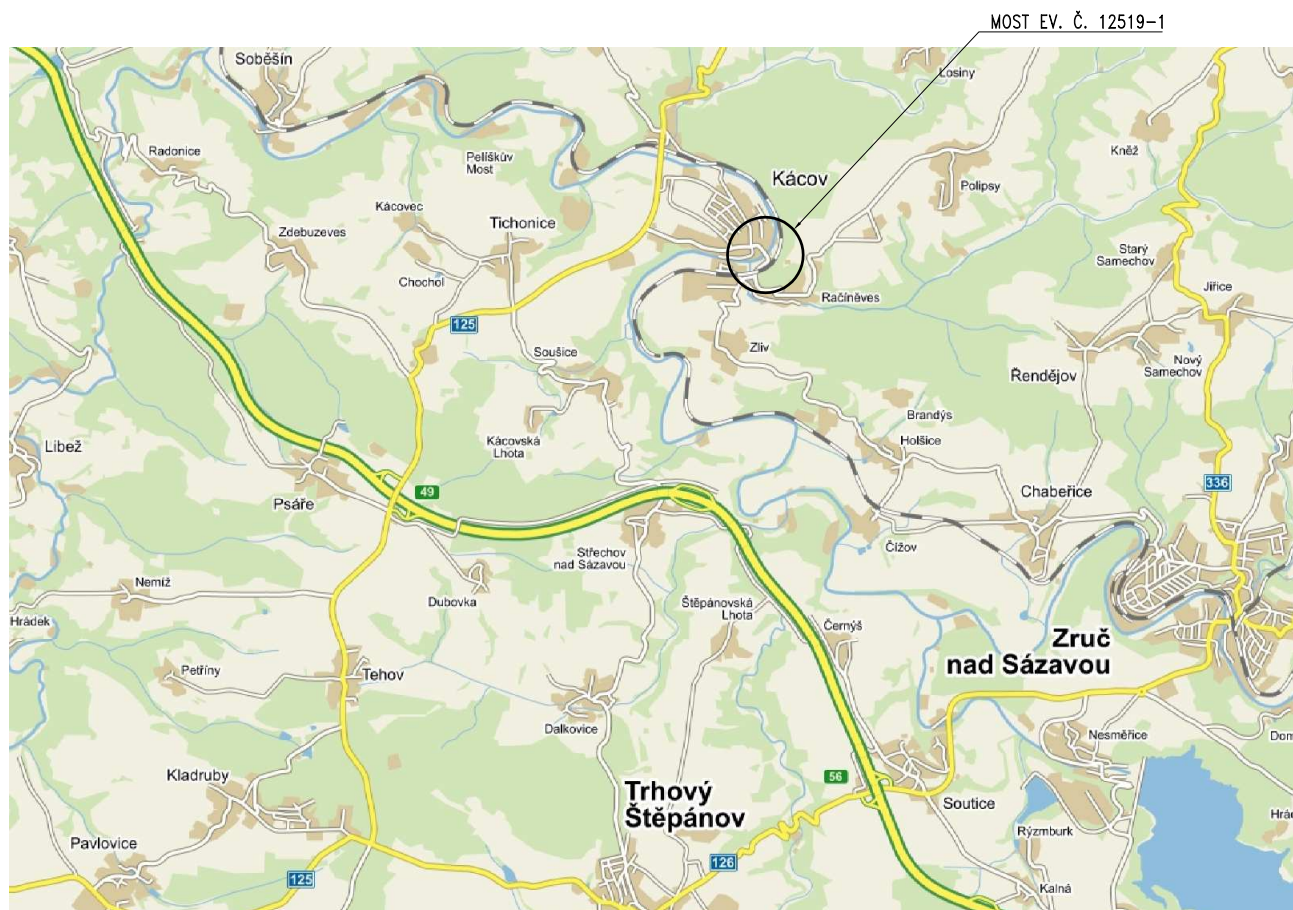 MOST EV. Č. 12519-1
Soběšín
Losiny
Radonice
Pelíškův
Most
Kněž
Kácov
Polipsy
Kácovec
Tichonice
Zdebuzeves
Starý
Samechov
Chochol
Račíněves
Jiřice
125
Zliv
Soušice
Nový
Samechov
Řendějov
Brandýs
Holšice
Libež
Kácovská
Lhota
336
49
Psáře
Chabeřice
Čížov
Střechov
nad Sázavou
Nemíž
Dubovka
Štěpánovská
Lhota
Hrádek
Černýš
Zruč
nad Sázavou
Petříny
Tehov
Dalkovice
Nesměřice
Dom
Kladruby
56
Trhový
Štěpánov
Soutice
Hrá
Rýzmburk
Pavlovice
126
125
Kalná